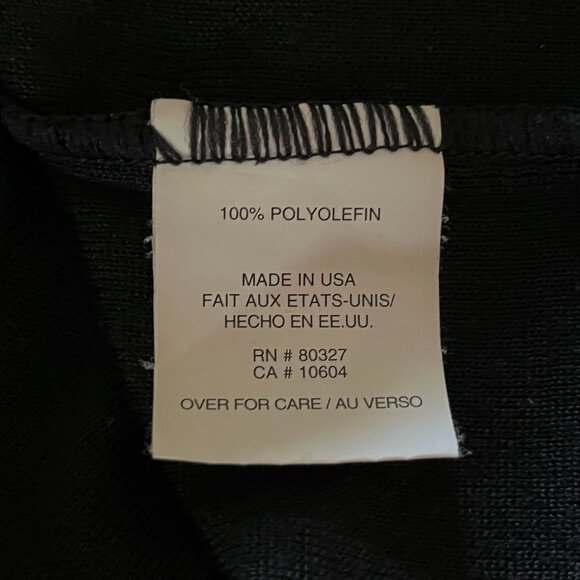 100% POLYOLEFIN
MADE IN USA
FAIT AUX ETATS-UNIS/
HECHO EN EE.UU.
RN # 80327
CA # 10604
OVER FOR CARE / AU VERSO